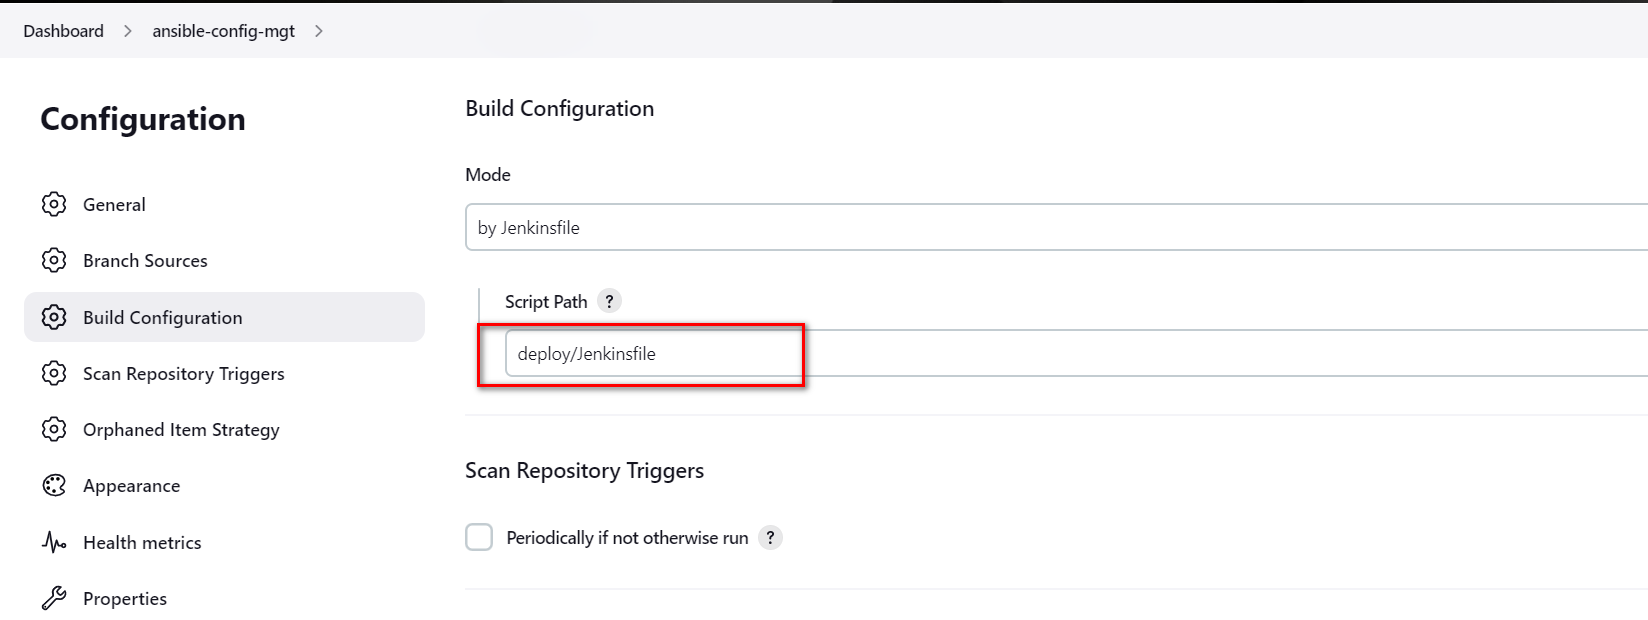 Dashboard > ansible-config-mgt >
Configuration
General
Branch Sources
Build Configuration
Scan Repository Triggers
Orphaned Item Strategy
Appearance
Health metrics
Properties
Build Configuration
Mode
by Jenkinsfile
Script Path ?
deploy/Jenkinsfile
Scan Repository Triggers
Periodically if not otherwise run ?